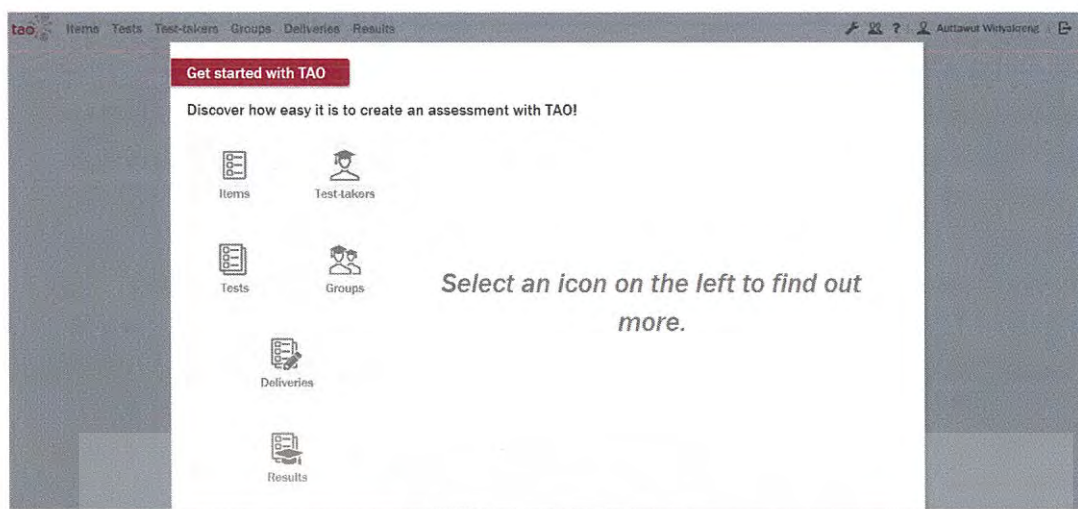 tao
Items Tests Test-takers Groups Deliveries Results
?
Get started with TAO
Discover how easy it is to create an assessment with TAO!
Items
Test-takers
Tests
Groups
Select an icon on the left to find out
more.
Deliveries
Results